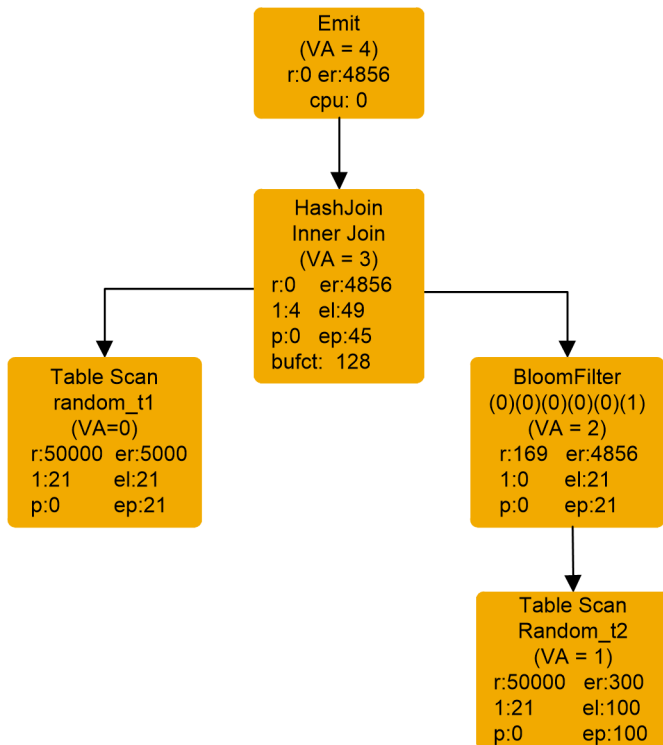 Emit
(VA = 4)
r:0 er:4856
cpu: 0
HashJoin
Inner Join
(VA = 3)
r:0 er:4856
1:4 el:49
p:0 ep:45
bufct: 128
Table Scan
random_t1
(VA=0)
r:50000 er:5000
1:21 el:21
p:0 ep:21
BloomFilter
(0)(0)(0)(0)(0)(1)
(VA = 2)
r:169 er:4856
1:0 el:21
p:0 ep:21
Table Scan
Random_t2
(VA = 1)
r:50000 er:300
1:21 el:100
p:0 ep:100